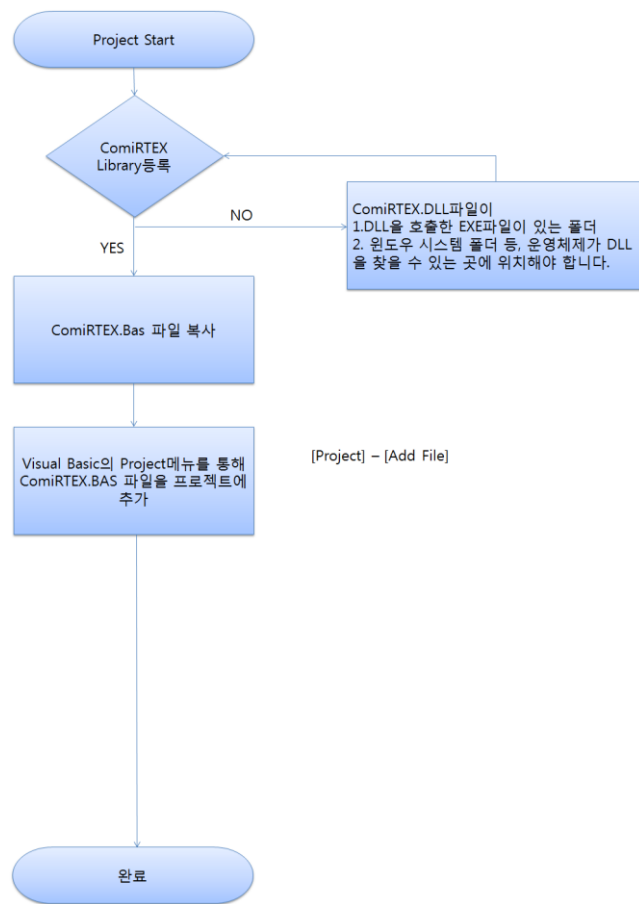 Project Start
ComiRTEX
Library등록
NO
ComiRTEX.DLL파일이
1.DLL을 호출한 EXE파일이 있는 폴더
2. 윈도우 시스템 폴더 등, 운영체제가 DLL
을 찾을 수 있는 곳에 위치해야 합니다.
YES
ComiRTEX.Bas 파일 복사
Visual Basic의 Project메뉴를 통해
ComiRTEX.BAS 파일을 프로젝트에
추가
[Project] – [Add File]
완료